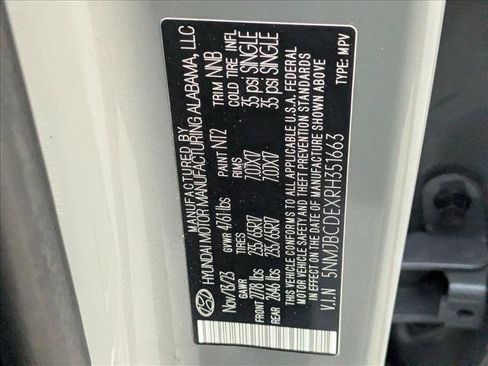 MANUFACTURED BY
HYUNDAI MOTOR MANUFACTURING ALABAMA, LLC
Nov/13/23 GVWR 4761 lbs PAINT NT2 TRIM NNB
GAWR TIRES RIMS COLD TIRE INFL
FRONT 2778 lbs 235/65R17 7.0JX17 35 psi SINGLE
REAR 2646 lbs 235/65R17 7.0JX17 35 psi SINGLE
THIS VEHICLE CONFORMS TO ALL APPLICABLE U.S.A. FEDERAL
MOTOR VEHICLE SAFETY AND THEFT PREVENTION STANDARDS
IN EFFECT ON THE DATE OF MANUFACTURE SHOWN ABOVE
V.I.N 5NMJBCDEXRH351663 TYPE: MPV